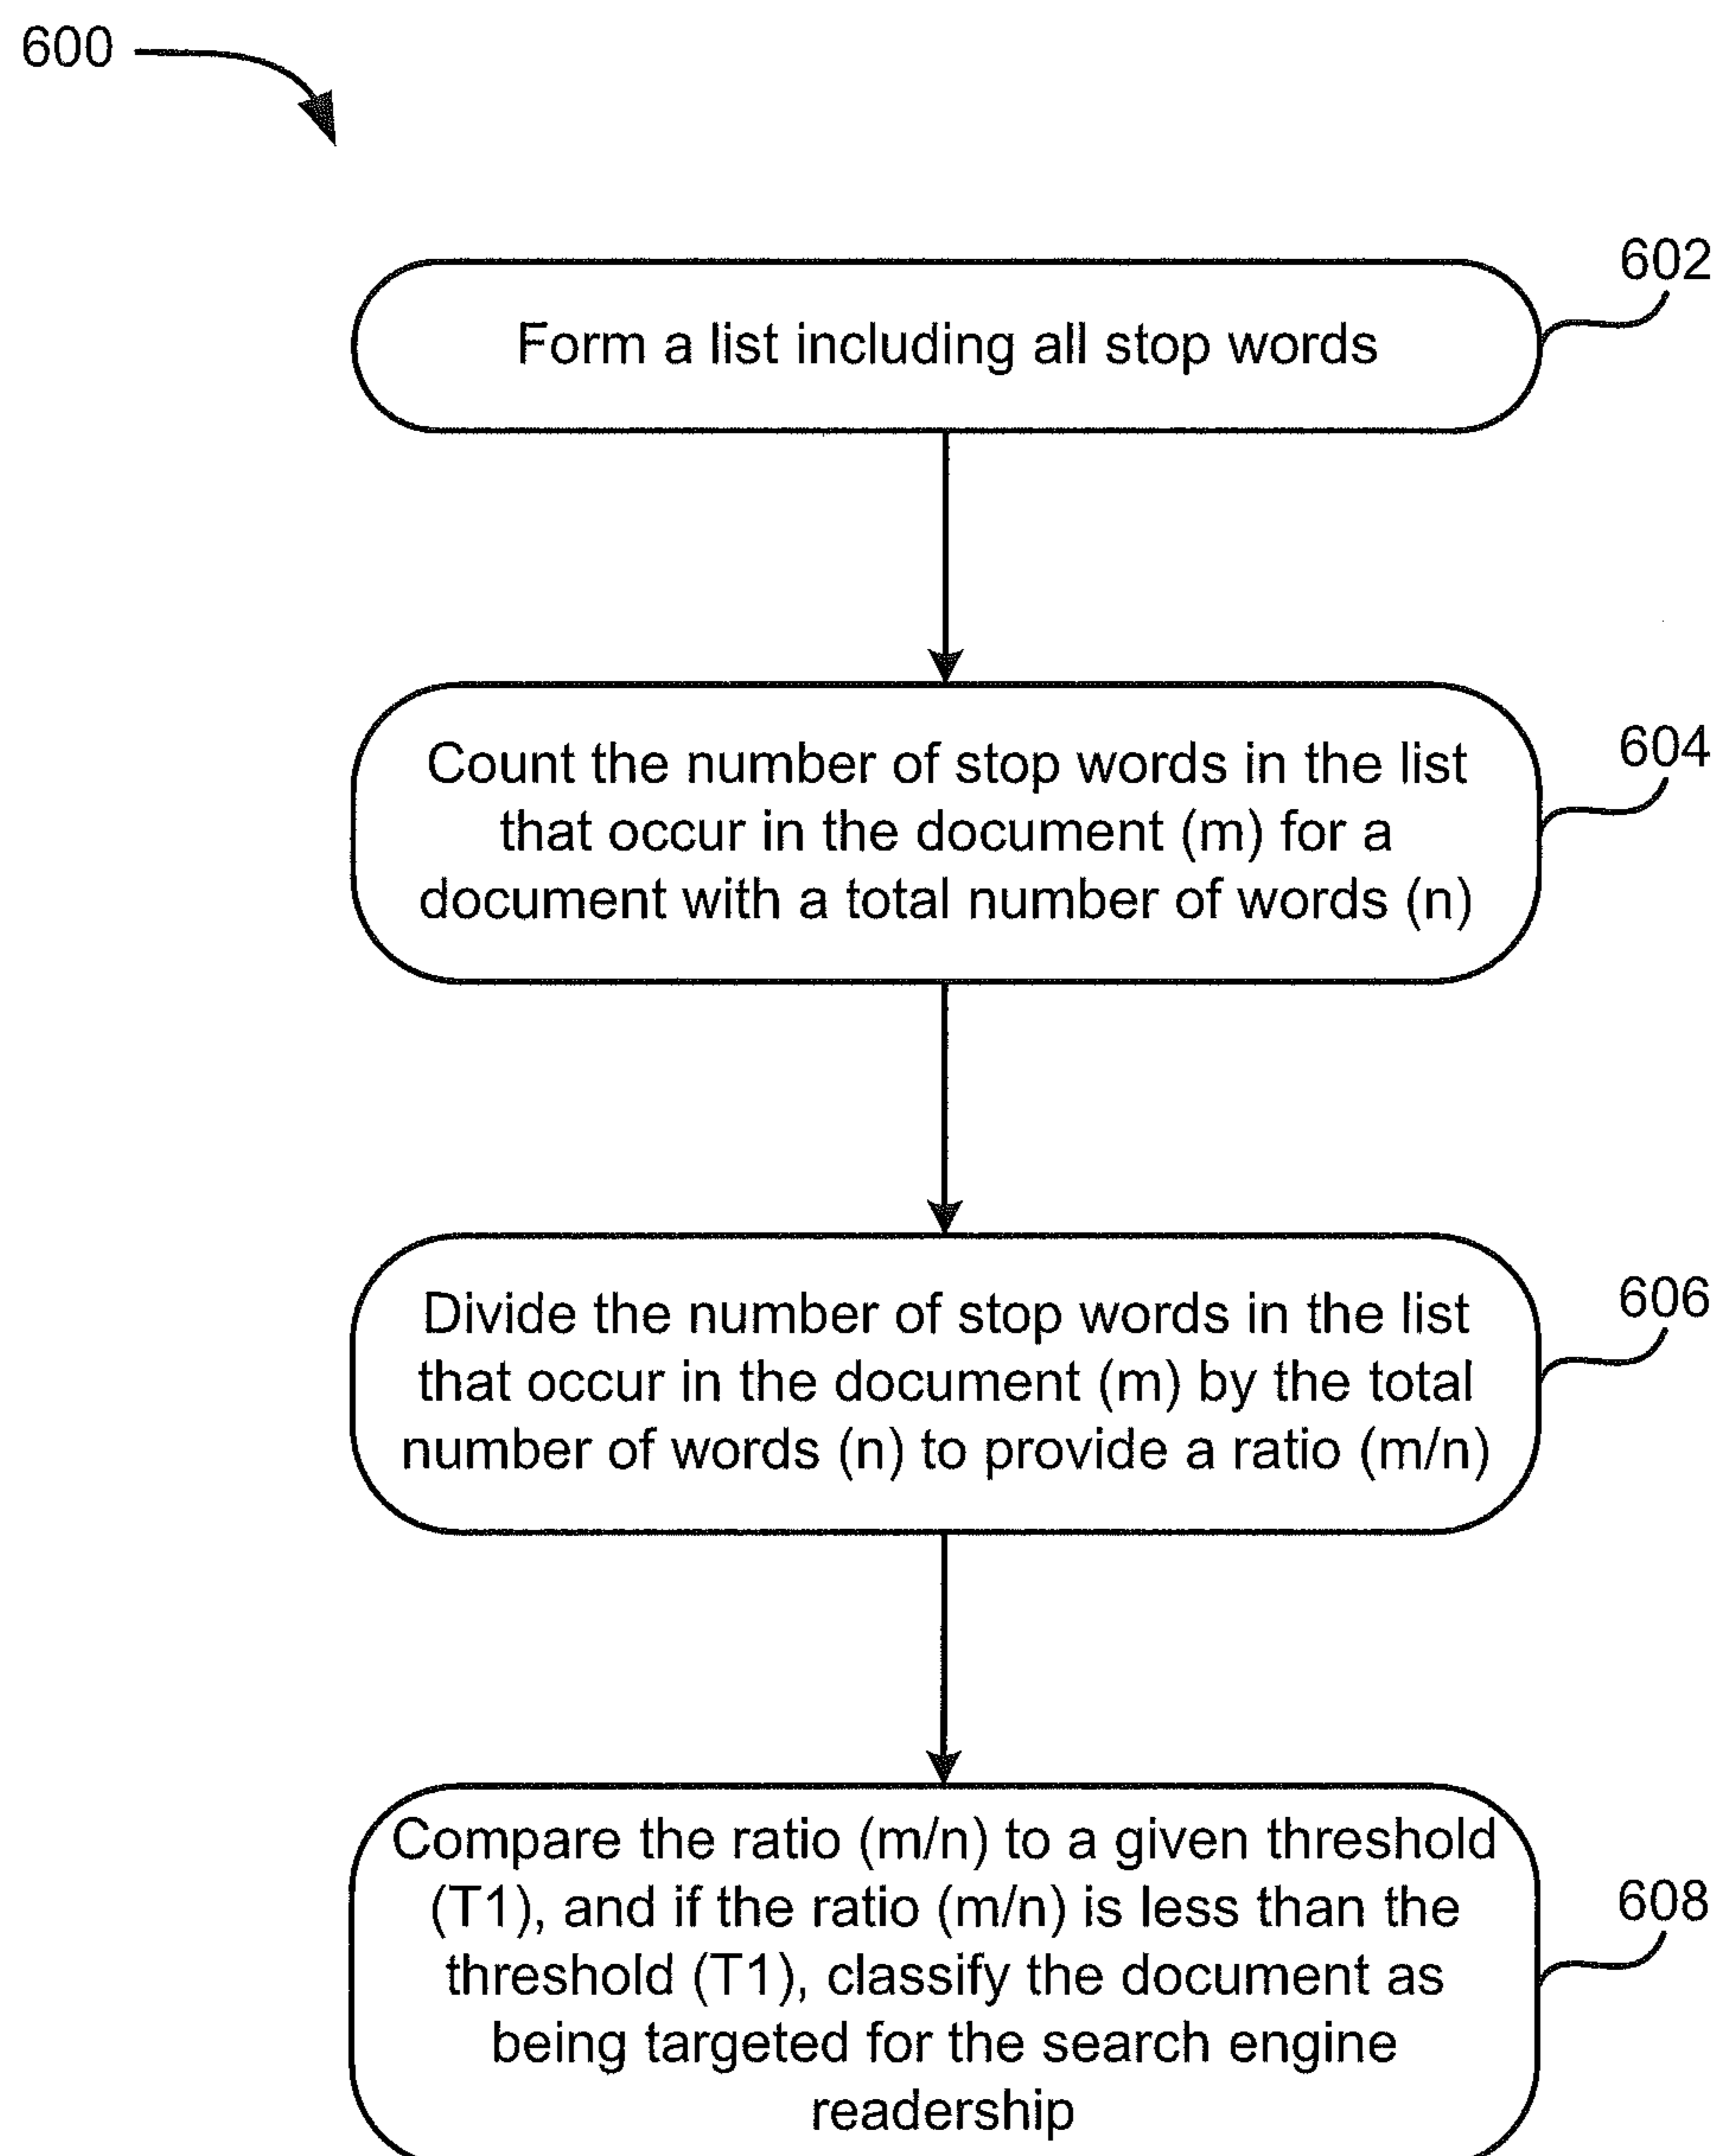 600
602
Form a list including all stop words
604
Count the number of stop words in the list
that occur in the document (m) for a
document with a total number of words (n)
606
Divide the number of stop words in the list
that occur in the document (m) by the total
number of words (n) to provide a ratio (m/n)
608
Compare the ratio (m/n) to a given threshold
(T1), and if the ratio (m/n) is less than the
threshold (T1), classify the document as
being targeted for the search engine
readership